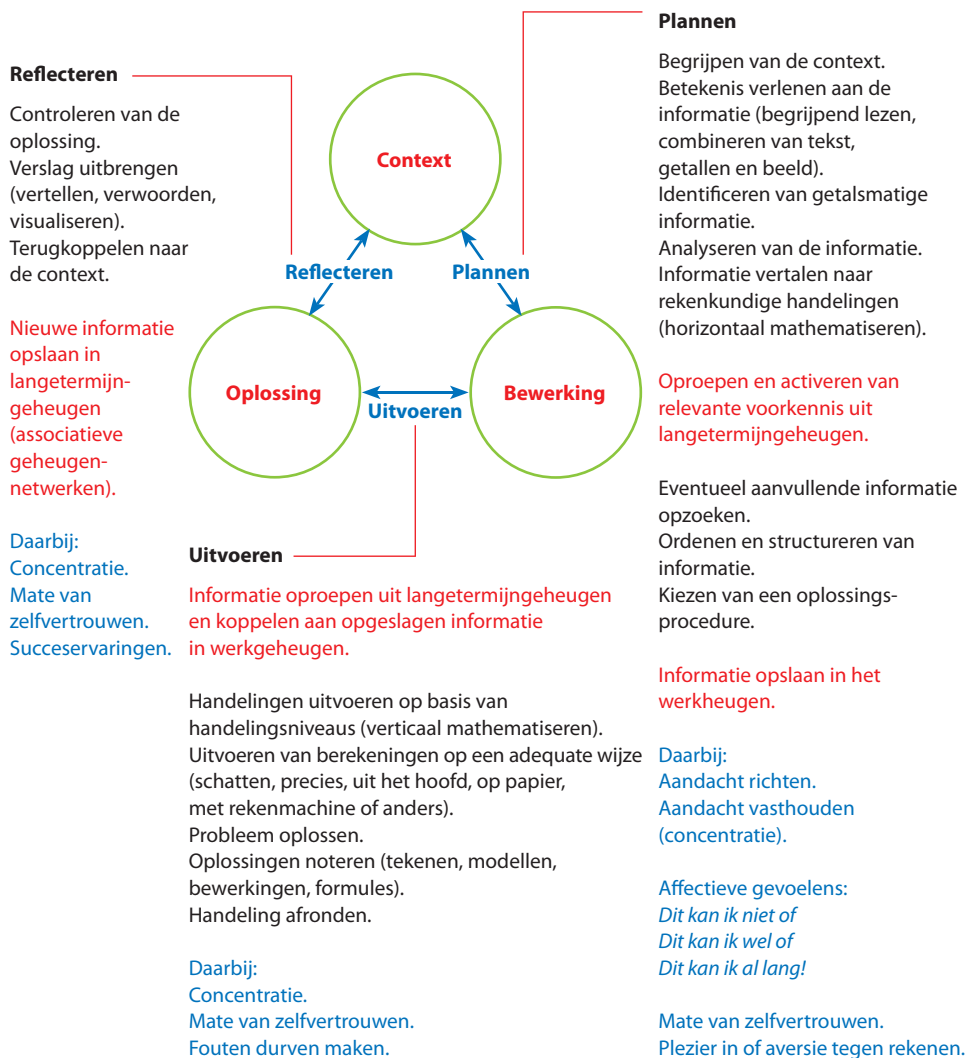 Plannen
Begrijpen van de context.
Betekenis verlenen aan de
informatie (begrijpend lezen,
combineren van tekst,
getallen en beeld).
Identificeren van getalsmatige
informatie.
Analyseren van de informatie.
Informatie vertalen naar
rekenkundige handelingen
(horizontaal mathematiseren).
Oproepen en activeren van
relevante voorkennis uit
langetermijngeheugen.
Eventueel aanvullende informatie
opzoeken.
Ordenen en structureren van
informatie.
Kiezen van een oplossings-
procedure.
Informatie opslaan in het
werkheugen.
Daarbij:
Aandacht richten.
Aandacht vasthouden
(concentratie).
Affectieve gevoelens:
Dit kan ik niet of
Dit kan ik wel of
Dit kan ik al lang!
Mate van zelfvertrouwen.
Plezier in of aversie tegen rekenen.
Reflecteren
Controleren van de
oplossing.
Verslag uitbrengen
(vertellen, verwoorden,
visualiseren).
Terugkoppelen naar
de context.
Nieuwe informatie
opslaan in
langetermijn-
geheugen
(associatieve
geheugen-
netwerken).
Daarbij:
Concentratie.
Mate van
zelfvertrouwen.
Succeservaringen.
Context
Reflecteren
Plannen
Oplossing
Uitvoeren
Bewerking
Uitvoeren
Informatie oproepen uit langetermijngeheugen
en koppelen aan opgeslagen informatie
in werkgeheugen.
Handelingen uitvoeren op basis van
handelingsniveaus (verticaal mathematiseren).
Uitvoeren van berekeningen op een adequate wijze
(schatten, precies, uit het hoofd, op papier,
met rekenmachine of anders).
Probleem oplossen.
Oplossingen noteren (tekenen, modellen,
bewerkingen, formules).
Handeling afronden.
Daarbij:
Concentratie.
Mate van zelfvertrouwen.
Fouten durven maken.